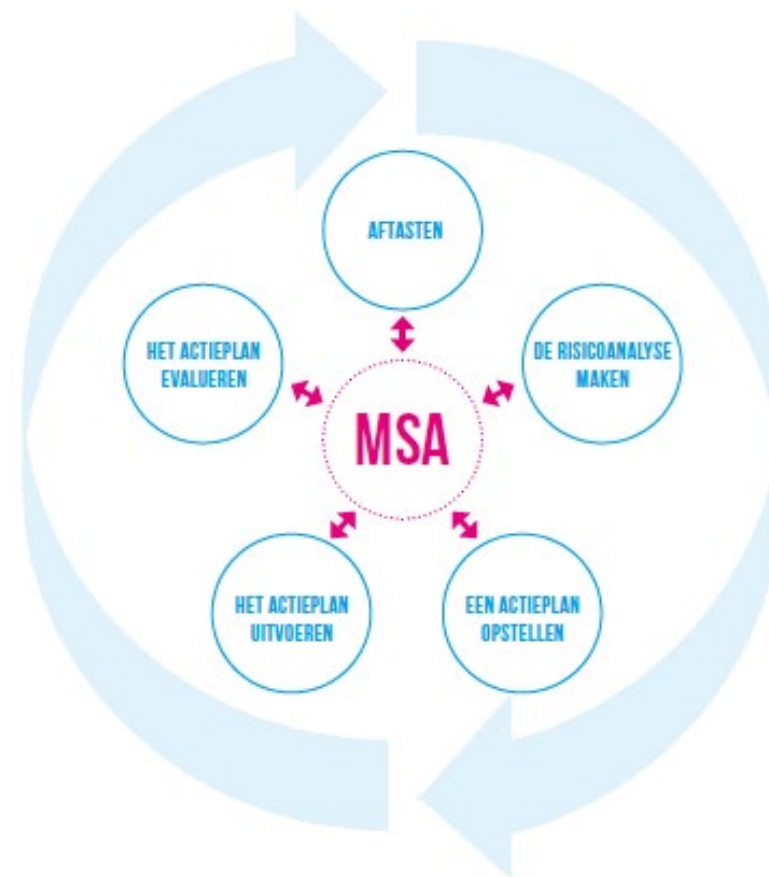 AFTASTEN
DE RISICOANALYSE
MAKEN
EEN ACTIEPLAN
OPSTELLEN
HET ACTIEPLAN
UITVOEREN
HET ACTIEPLAN
EVALUEREN
MSA